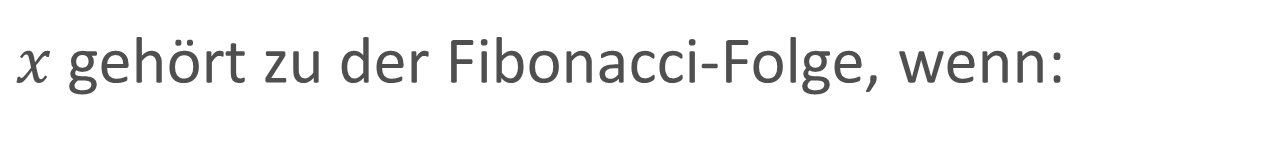 x gehört zu der Fibonacci-Folge, wenn: